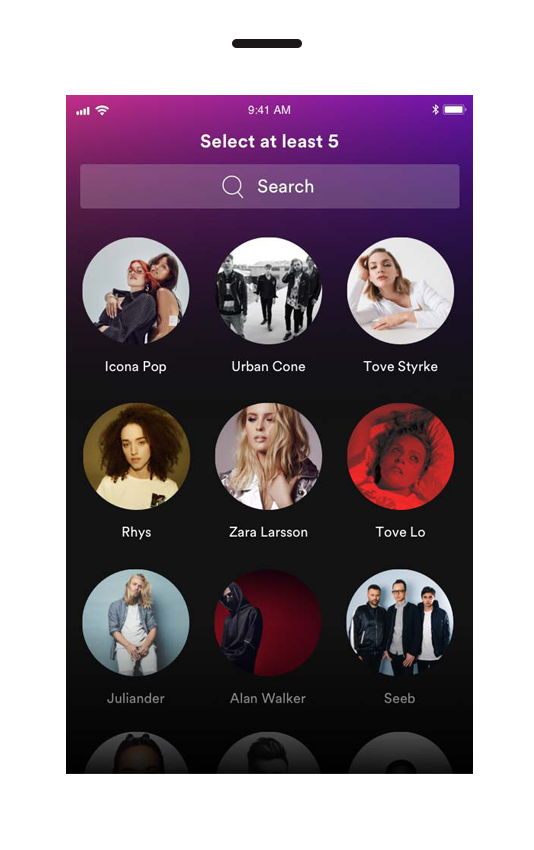 9:41 AM
Select at least 5
Search
Icona Pop
Urban Cone
Tove Styrke
Rhys
Zara Larsson
Tove Lo
Juliander
Alan Walker
Seeb